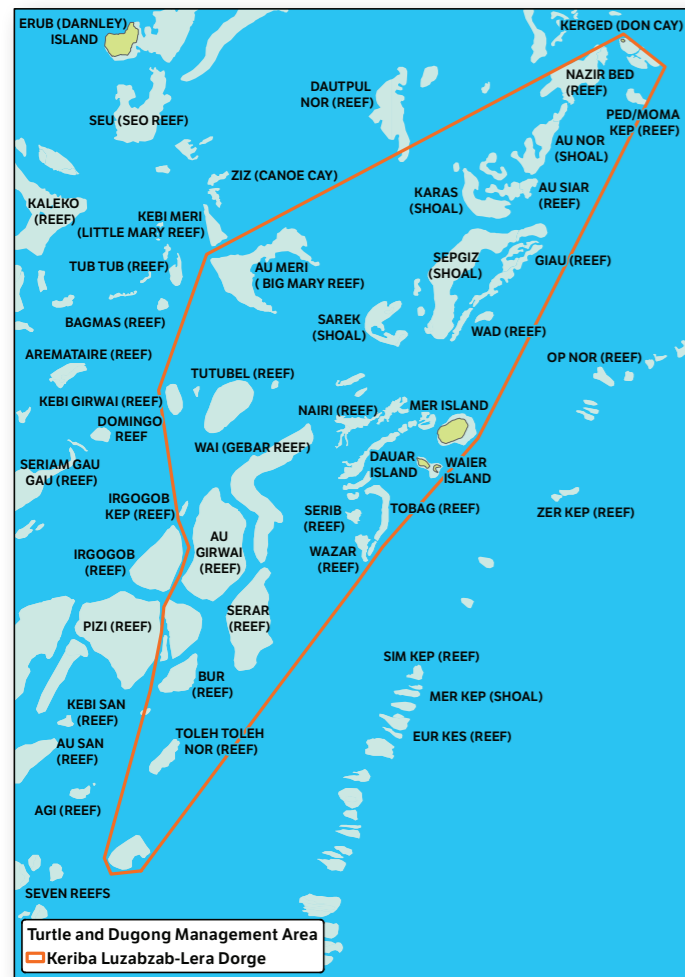 ERUB (DARNLEY)
ISLAND
KERGED (DON CAY)
DAUTPUL
NOR (REEF)
NAZIR BED
(REEF)
SEU (SEO REEF)
PED/MOMA
KEP (REEF)
AU NOR
(SHOAL)
ZIZ (CANOE CAY)
KARAS
(SHOAL)
AU SIAR
(REEF)
KALEKO
(REEF)
KEBI MERI
(LITTLE MARY REEF)
SEPGIZ
(SHOAL)
GIAU (REEF)
TUB TUB (REEF)
AU MERI
( BIG MARY REEF)
BAGMAS (REEF)
SAREK
(SHOAL)
WAD (REEF)
AREMATAIRE (REEF)
OP NOR (REEF)
TUTUBEL (REEF)
KEBI GIRWAI (REEF)
NAIRI (REEF)
MER ISLAND
DOMINGO
REEF
WAI (GEBAR REEF)
DAUAR
ISLAND
WAIER
ISLAND
SERIAM GAU
GAU (REEF)
IRGOGOB
KEP (REEF)
SERIB
(REEF)
TOBAG (REEF)
ZER KEP (REEF)
AU
GIRWAI
(REEF)
IRGOGOB
(REEF)
WAZAR
(REEF)
PIZI (REEF)
SERAR
(REEF)
BUR
(REEF)
SIM KEP (REEF)
MER KEP (SHOAL)
KEBI SAN
(REEF)
TOLEH TOLEH
NOR (REEF)
EUR KES (REEF)
AU SAN
(REEF)
AGI (REEF)
SEVEN REEFS
Turtle and Dugong Management Area
Keriba Luzabzab-Lera Dorge